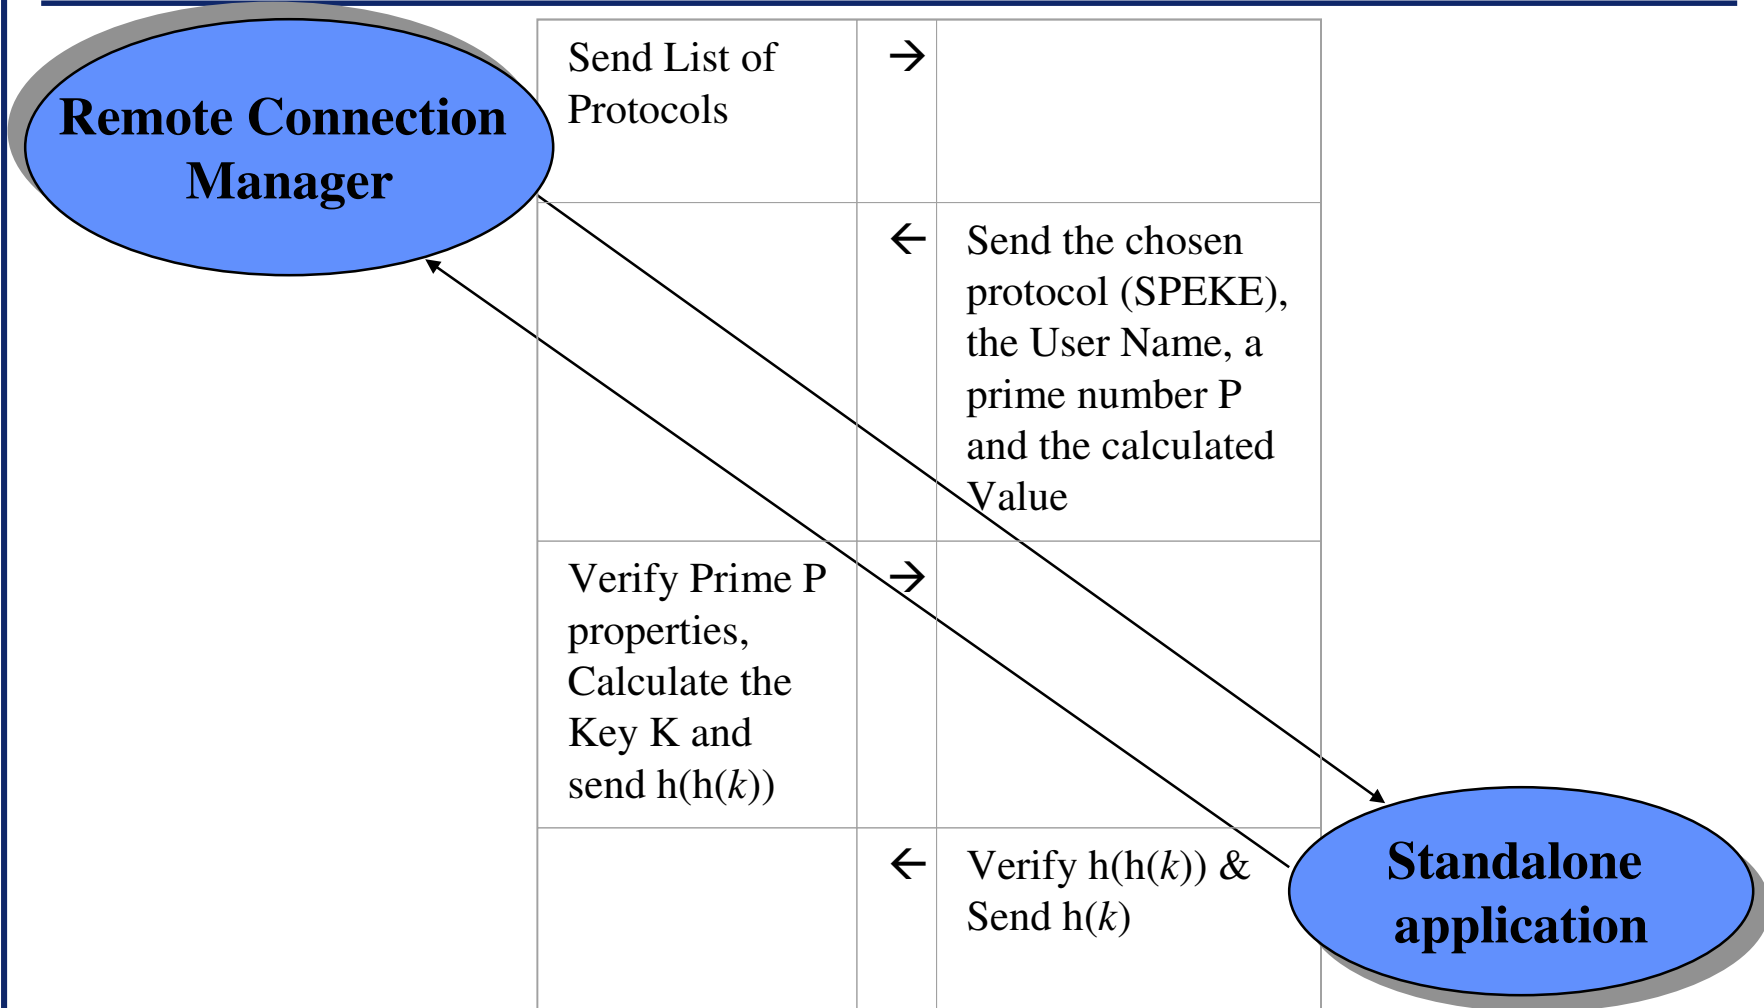 Remote Connection
Manager
Send List of
Protocols
→
←
Send the chosen
protocol (SPEKE),
the User Name, a
prime number P
and the calculated
Value
Verify Prime P
properties,
Calculate the
Key K and
send h(h(k))
→
←
Verify h(h(k)) &
Send h(k)
Standalone
application